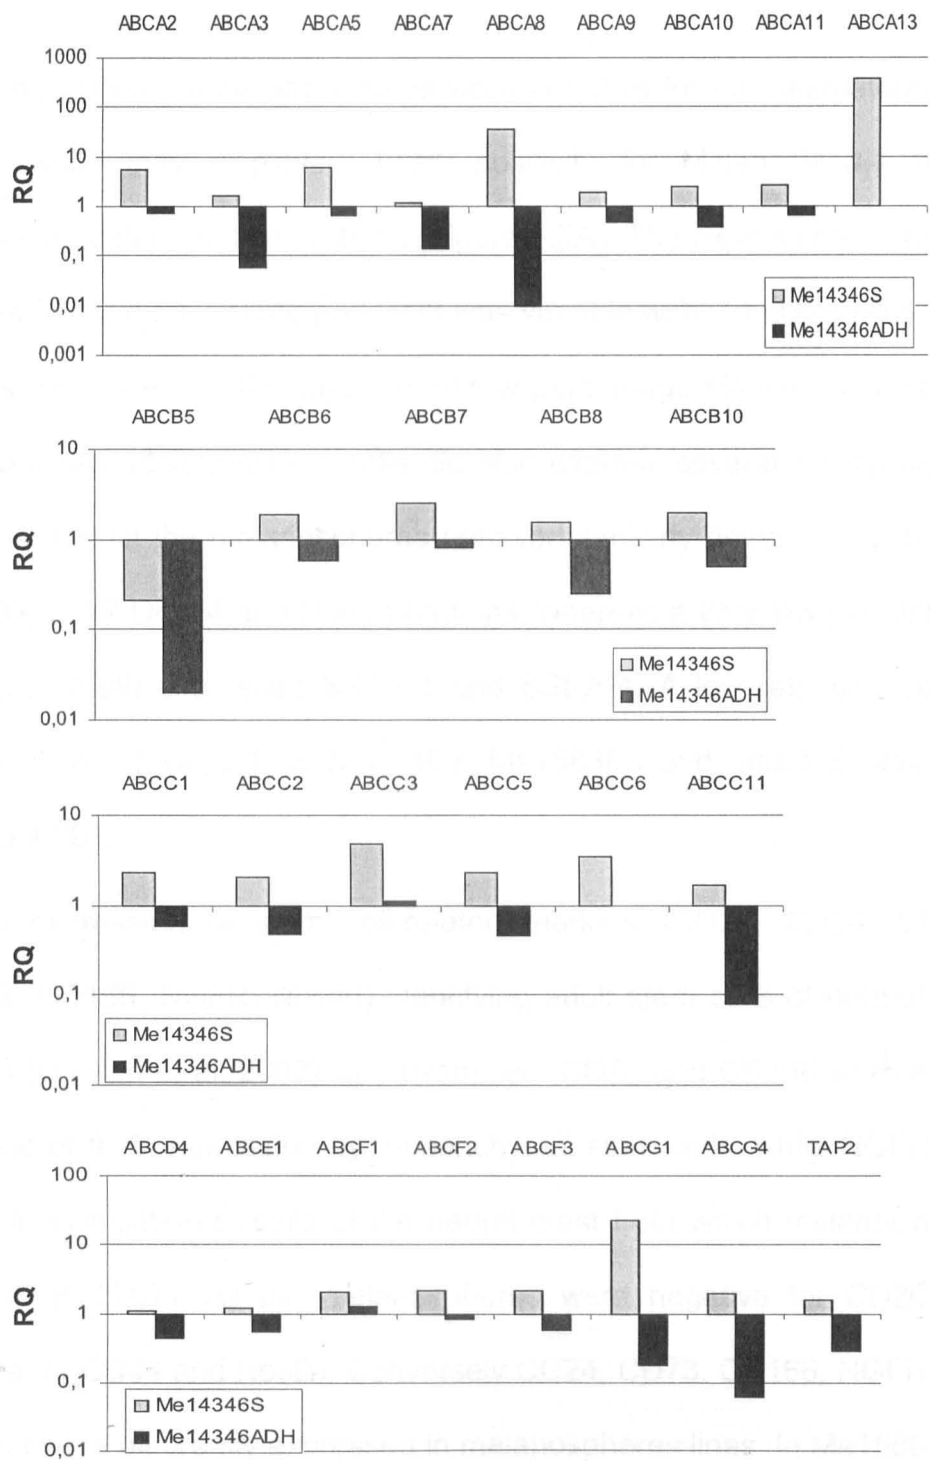 ABCA2 ABCA3 ABCA5 ABCA7 ABCA8 ABCA9 ABCA10 ABCA11 ABCA13
1000
100
10
1
0,1
0,01
0,001
RQ
Me14346S
Me14346ADH
ABCB5 ABCB6 ABCB7 ABCB8 ABCB10
10
1
0,1
0,01
RQ
Me14346S
Me14346ADH
ABCC1 ABCC2 ABCC3 ABCC5 ABCC6 ABCC11
10
1
0,1
0,01
RQ
Me14346S
Me14346ADH
ABCD4 ABCE1 ABCF1 ABCF2 ABCF3 ABCG1 ABCG4 TAP2
100
10
1
0,1
0,01
RQ
Me14346S
Me14346ADH